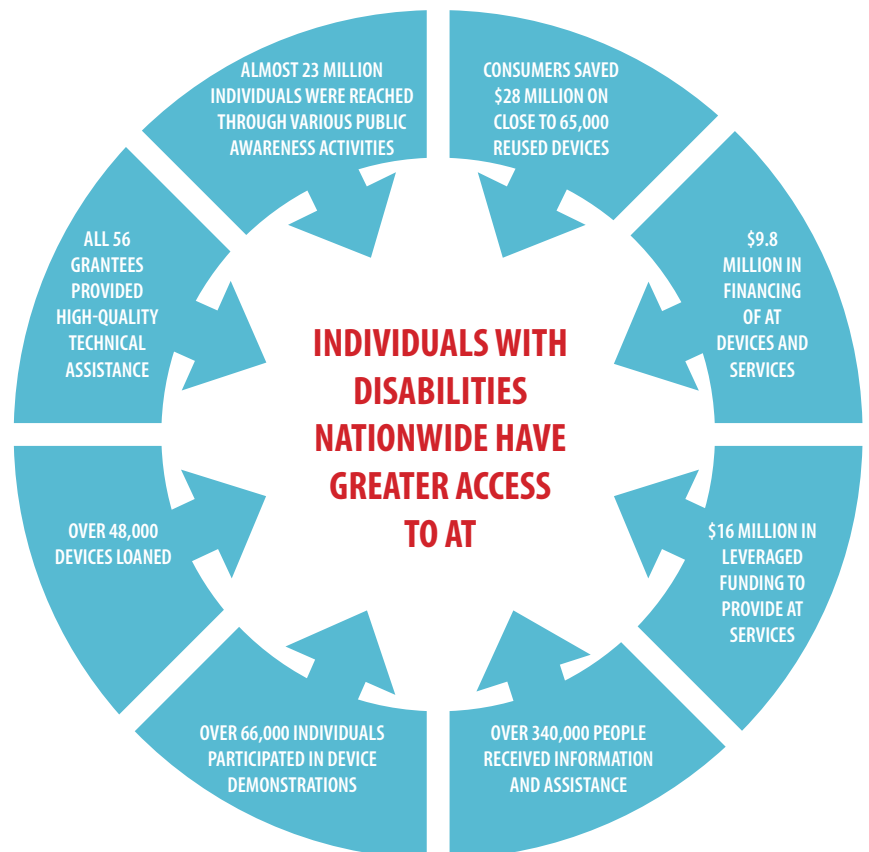 ALMOST 23 MILLION
INDIVIDUALS WERE REACHED
THROUGH VARIOUS PUBLIC
AWARENESS ACTIVITIES
CONSUMERS SAVED
$28 MILLION ON
CLOSE TO 65,000
REUSED DEVICES
$9.8
MILLION IN
FINANCING
OF AT
DEVICES AND
SERVICES
$16 MILLION IN
LEVERAGED
FUNDING TO
PROVIDE AT
SERVICES
OVER 340,000 PEOPLE
RECEIVED INFORMATION
AND ASSISTANCE
OVER 66,000 INDIVIDUALS
PARTICIPATED IN DEVICE
DEMONSTRATIONS
OVER 48,000
DEVICES LOANED
ALL 56
GRANTEES
PROVIDED
HIGH-QUALITY
TECHNICAL
ASSISTANCE
INDIVIDUALS WITH
DISABILITIES
NATIONWIDE HAVE
GREATER ACCESS
TO AT